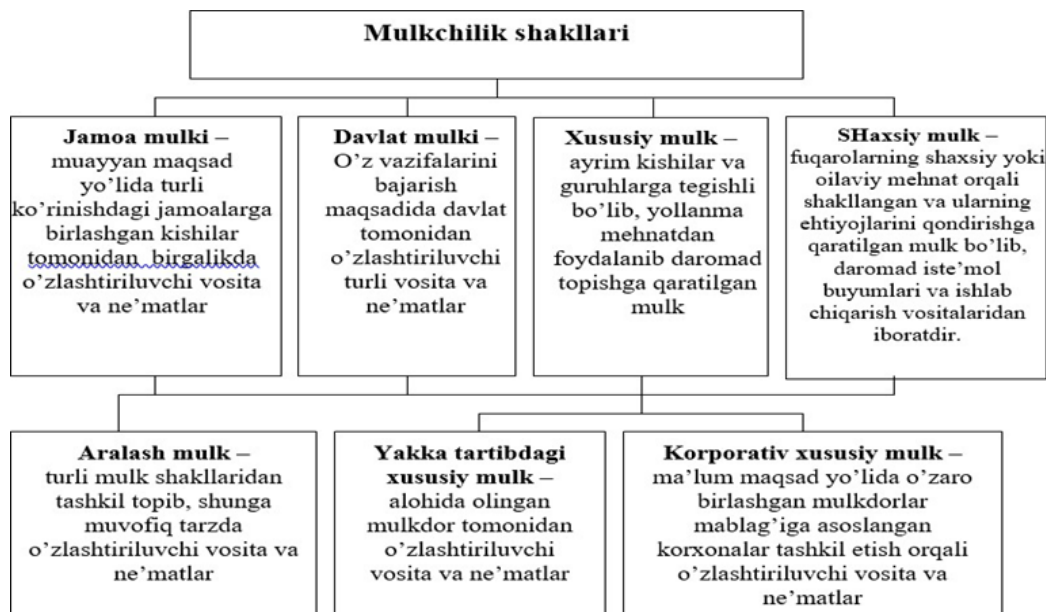 Mulkchilik shakllari
Jamoa mulki –
muayyan maqsad
yo’lida turli
ko’rinishdagi jamoalarga
birlashgan kishilar
tomonidan birgalikda
o’zlashtiriluvchi vosita
va ne’matlar
Davlat mulki –
O’z vazifalarini
bajarish
maqsadida davlat
tomonidan
o’zlashtiriluvchi
turli vosita va
ne’matlar
Xususiy mulk –
ayrim kishilar va
guruhlarga tegishli
bo’lib, yollanma
mehnatdan
foydalanib daromad
topishga qaratilgan
mulk
SHaxsiy mulk –
fuqarolarning shaxsiy yoki
oilaviy mehnat orqali
shakllangan va ularning
ehtiyojlarini qondirishga
qaratilgan mulk bo’lib,
daromad iste’mol
buyumlari va ishlab
chiqarish vositalaridan
iboratdir.
Aralash mulk –
turli mulk shakllaridan
tashkil topib, shunga
muvofiq tarzda
o’zlashtiriluvchi vosita va
ne’matlar
Yakka tartibdagi
xususiy mulk –
alohida olingan
mulkdor tomonidan
o’zlashtiriluvchi
vosita va ne’matlar
Korporativ xususiy mulk –
ma’lum maqsad yo’lida o’zaro
birlashgan mulkdorlar
mablag’iga asoslangan
korxonalar tashkil etish orqali
o’zlashtiriluvchi vosita va
ne’matlar